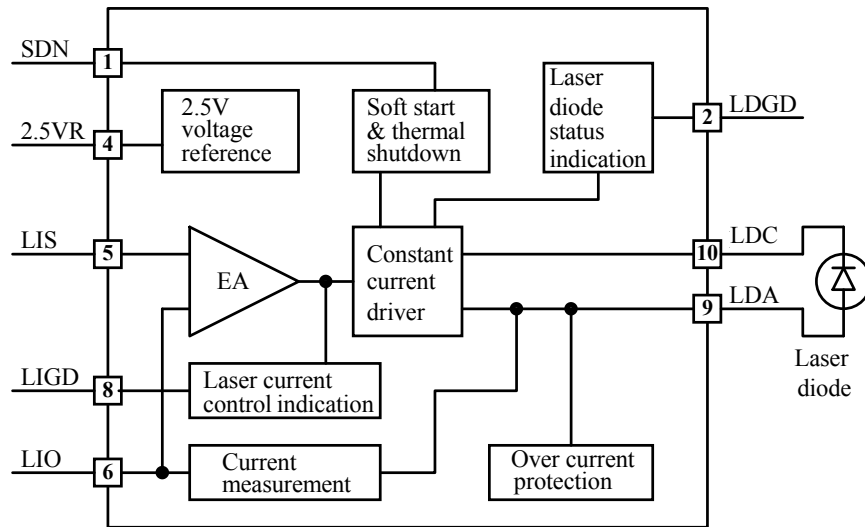 SDN
1
2.5V
voltage
reference
Soft start
& thermal
shutdown
Laser
diode
status
indication
2
LDGD
2.5VR
4
LIS
5
EA
Constant
current
driver
10
LDC
9
LDA
Laser
diode
LIGD
8
Laser current
control indication
LIO
6
Current
measurement
Over current
protection